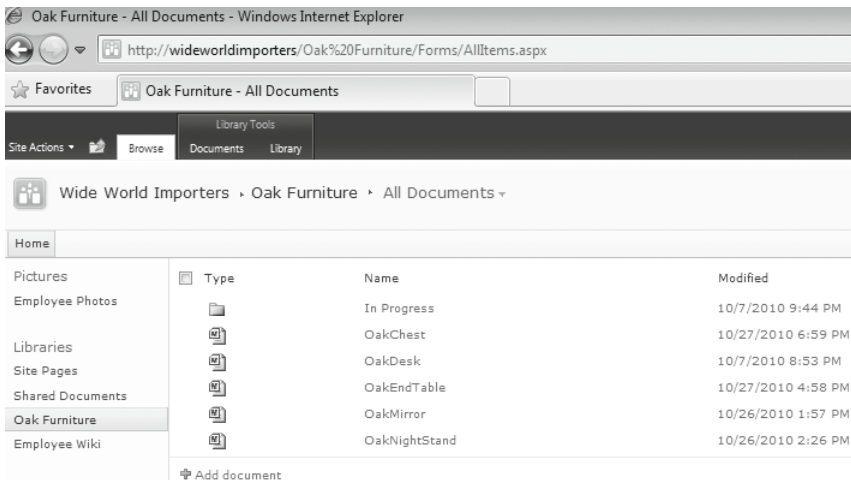 Oak Furniture - All Documents - Windows Internet Explorer
http://wideworldimporters/Oak%20Furniture/Forms/AllItems.aspx
Favorites Oak Furniture - All Documents
Library Tools
Site Actions Browse Documents Library
Wide World Importers Oak Furniture All Documents
Home
Pictures
Employee Photos
Libraries
Site Pages
Shared Documents
Oak Furniture
Employee Wiki
Type Name Modified
In Progress 10/7/2010 9:44 PM
OakChest 10/27/2010 6:59 PM
OakDesk 10/7/2010 8:53 PM
OakEndTable 10/27/2010 4:58 PM
OakMirror 10/26/2010 1:57 PM
OakNightStand 10/26/2010 2:26 PM
Add document